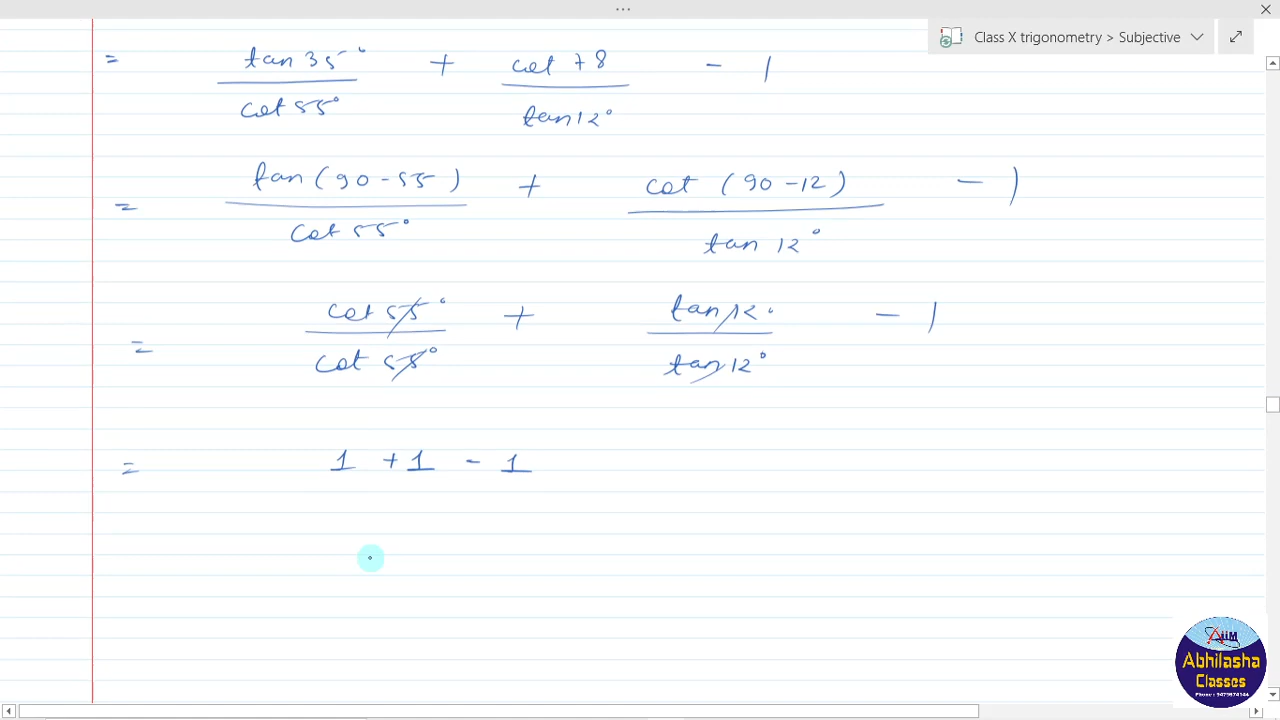 ...
Class X trigonometry > Subjective
= tan 35° / cot 55° + cot 78 / tan 12° - 1
= tan (90 - 55) / cot 55° + cot (90 - 12) / tan 12° - 1
= cot 55° / cot 55° + tan 12° / tan 12° - 1
= 1 + 1 - 1
AIIM
Abhilasha
Classes